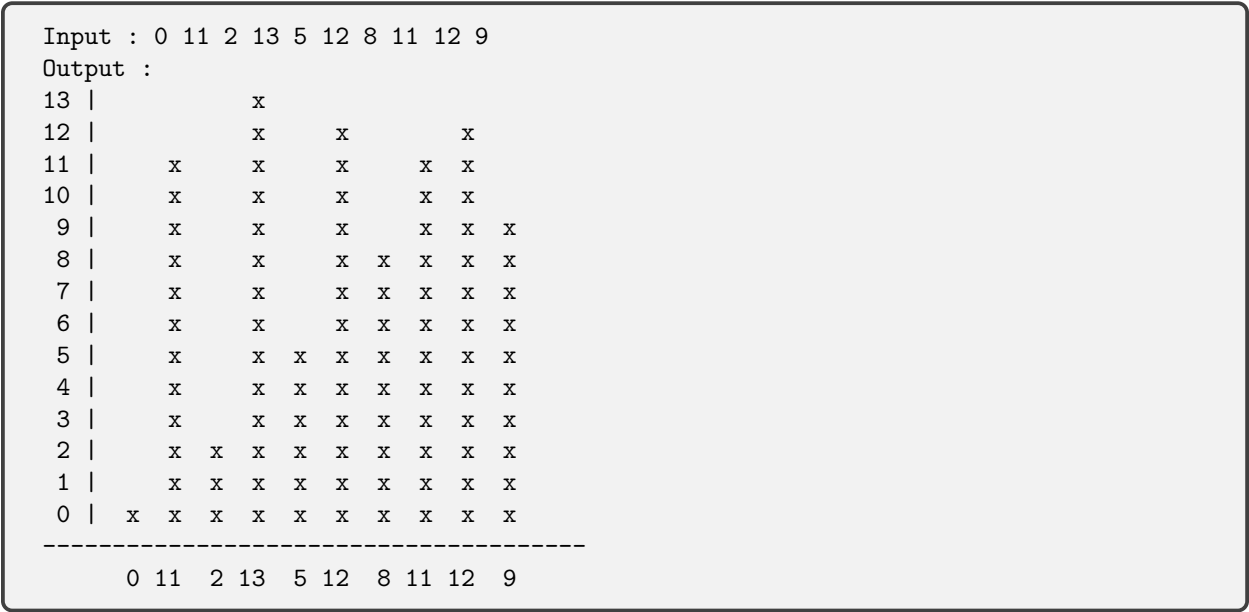 Input : 0 11 2 13 5 12 8 11 12 9
Output :
13 |           x
12 |           x     x        x
11 |     x     x     x     x  x
10 |     x     x     x     x  x
 9 |     x     x     x     x  x  x
 8 |     x     x     x  x  x  x  x
 7 |     x     x     x  x  x  x  x
 6 |     x     x     x  x  x  x  x
 5 |     x     x  x  x  x  x  x  x
 4 |     x     x  x  x  x  x  x  x
 3 |     x     x  x  x  x  x  x  x
 2 |     x  x  x  x  x  x  x  x  x
 1 |     x  x  x  x  x  x  x  x  x
 0 |  x  x  x  x  x  x  x  x  x  x
---------------------------------------
      0 11  2 13  5 12  8 11 12  9